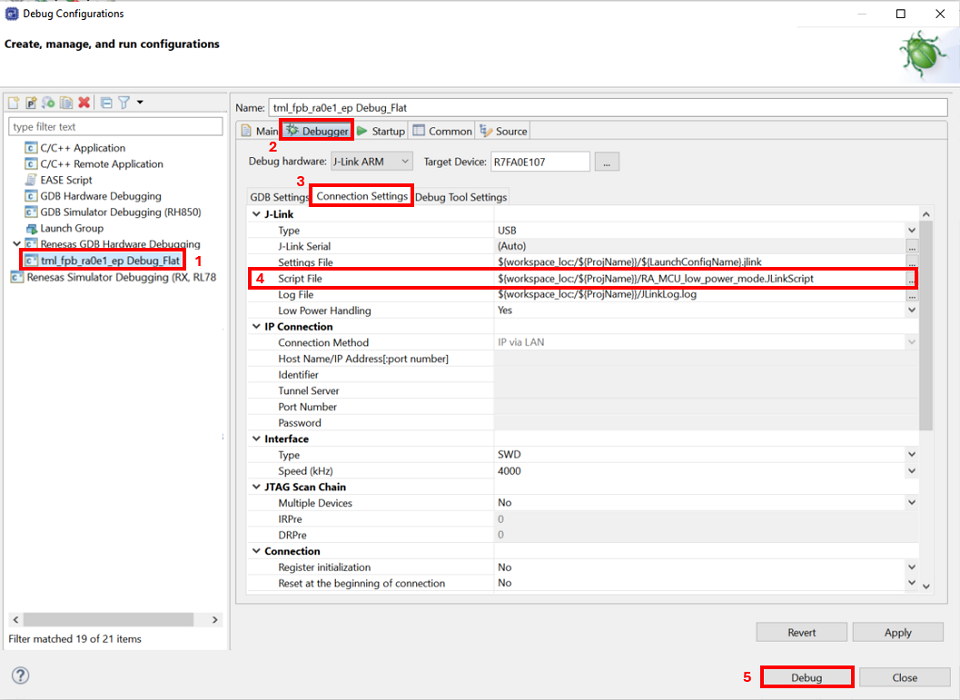 Debug Configurations
Create, manage, and run configurations
type filter text
C/C++ Application
C/C++ Remote Application
EASE Script
GDB Hardware Debugging
GDB Simulator Debugging (RH850)
Launch Group
Renesas GDB Hardware Debugging
tml_fpb_ra0e1_ep Debug_Flat
1
Renesas Simulator Debugging (RX, RL78
Filter matched 19 of 21 items
Name: tml_fpb_ra0e1_ep Debug_Flat
Main Debugger Startup Common Source
2
Debug hardware: J-Link ARM Target Device: R7FA0E107 ...
3
GDB Settings Connection Settings Debug Tool Settings
J-Link
Type USB
J-Link Serial (Auto) ...
Settings File ${workspace_loc:/${ProjName}}/${LaunchConfigName}.jlink ...
4 Script File ${workspace_loc:/${ProjName}}/RA_MCU_low_power_mode.JLinkScript ...
Log File ${workspace_loc:/${ProjName}}/JLinkLog.log ...
Low Power Handling Yes
IP Connection
Connection Method IP via LAN
Host Name/IP Address[:port number]
Identifier
Tunnel Server
Port Number
Password
Interface
Type SWD
Speed (kHz) 4000
JTAG Scan Chain
Multiple Devices No
IRPre 0
DRPre 0
Connection
Register initialization No
Reset at the beginning of connection No
Revert Apply
5 Debug Close